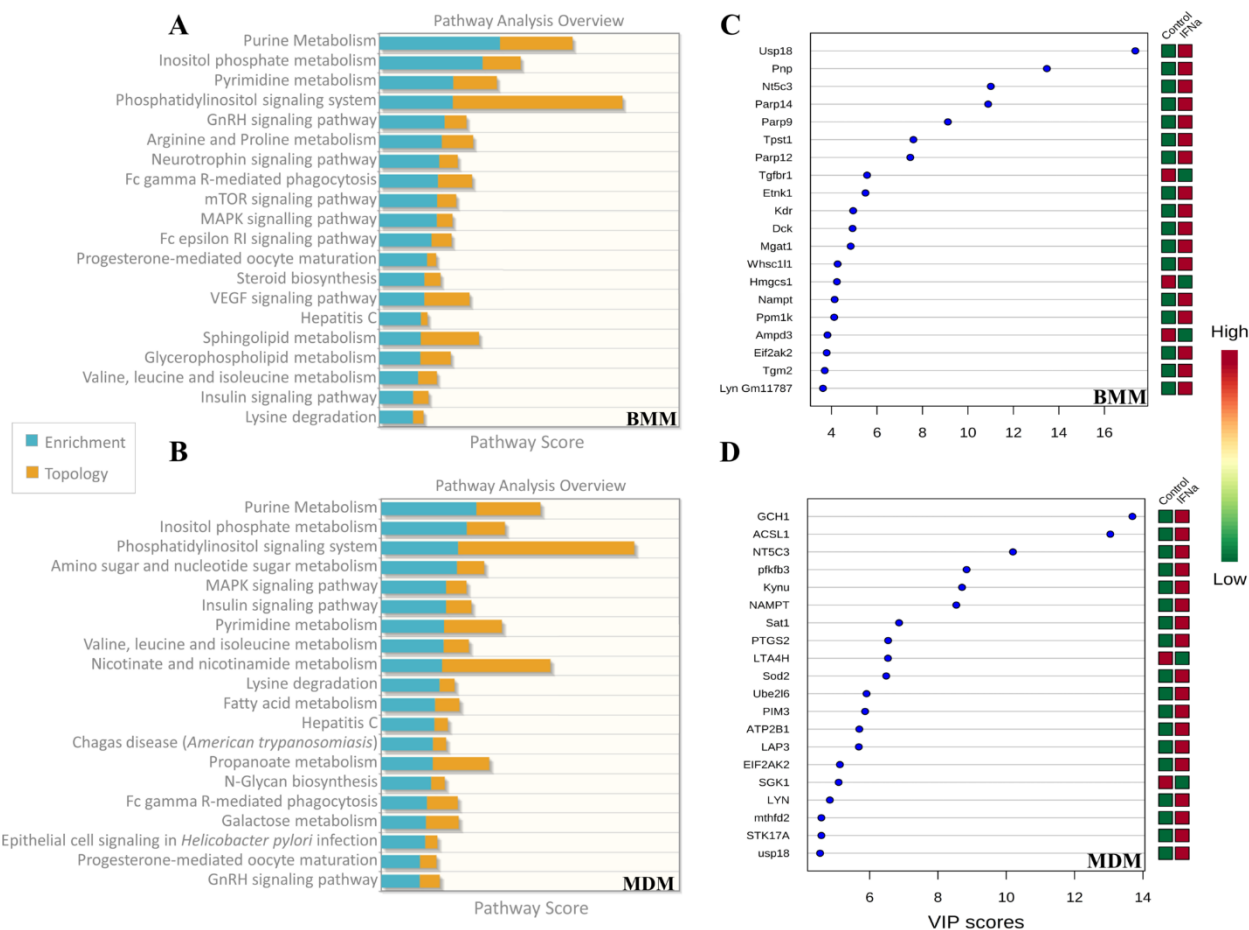 A
Pathway Analysis Overview
Purine Metabolism
Inositol phosphate metabolism
Pyrimidine metabolism
Phosphatidylinositol signaling system
GnRH signaling pathway
Arginine and Proline metabolism
Neurotrophin signaling pathway
Fc gamma R-mediated phagocytosis
mTOR signaling pathway
MAPK signalling pathway
Fc epsilon RI signaling pathway
Progesterone-mediated oocyte maturation
Steroid biosynthesis
VEGF signaling pathway
Hepatitis C
Sphingolipid metabolism
Glycerophospholipid metabolism
Valine, leucine and isoleucine metabolism
Insulin signaling pathway
Lysine degradation
BMM
Pathway Score
Enrichment
Topology
B
Pathway Analysis Overview
Purine Metabolism
Inositol phosphate metabolism
Phosphatidylinositol signaling system
Amino sugar and nucleotide sugar metabolism
MAPK signaling pathway
Insulin signaling pathway
Pyrimidine metabolism
Valine, leucine and isoleucine metabolism
Nicotinate and nicotinamide metabolism
Lysine degradation
Fatty acid metabolism
Hepatitis C
Chagas disease (American trypanosomiasis)
Propanoate metabolism
N-Glycan biosynthesis
Fc gamma R-mediated phagocytosis
Galactose metabolism
Epithelial cell signaling in Helicobacter pylori infection
Progesterone-mediated oocyte maturation
GnRH signaling pathway
MDM
Pathway Score
C
Control
IFNa
Usp18
Pnp
Nt5c3
Parp14
Parp9
Tpst1
Parp12
Tgfbr1
Etnk1
Kdr
Dck
Mgat1
Whsc1l1
Hmgcs1
Nampt
Ppm1k
Ampd3
Eif2ak2
Tgm2
Lyn Gm11787
BMM
4 6 8 10 12 14 16
High
Low
D
Control
IFNa
GCH1
ACSL1
NT5C3
pfkfb3
Kynu
NAMPT
Sat1
PTGS2
LTA4H
Sod2
Ube2l6
PIM3
ATP2B1
LAP3
EIF2AK2
SGK1
LYN
mthfd2
STK17A
usp18
MDM
6 8 10 12 14
VIP scores